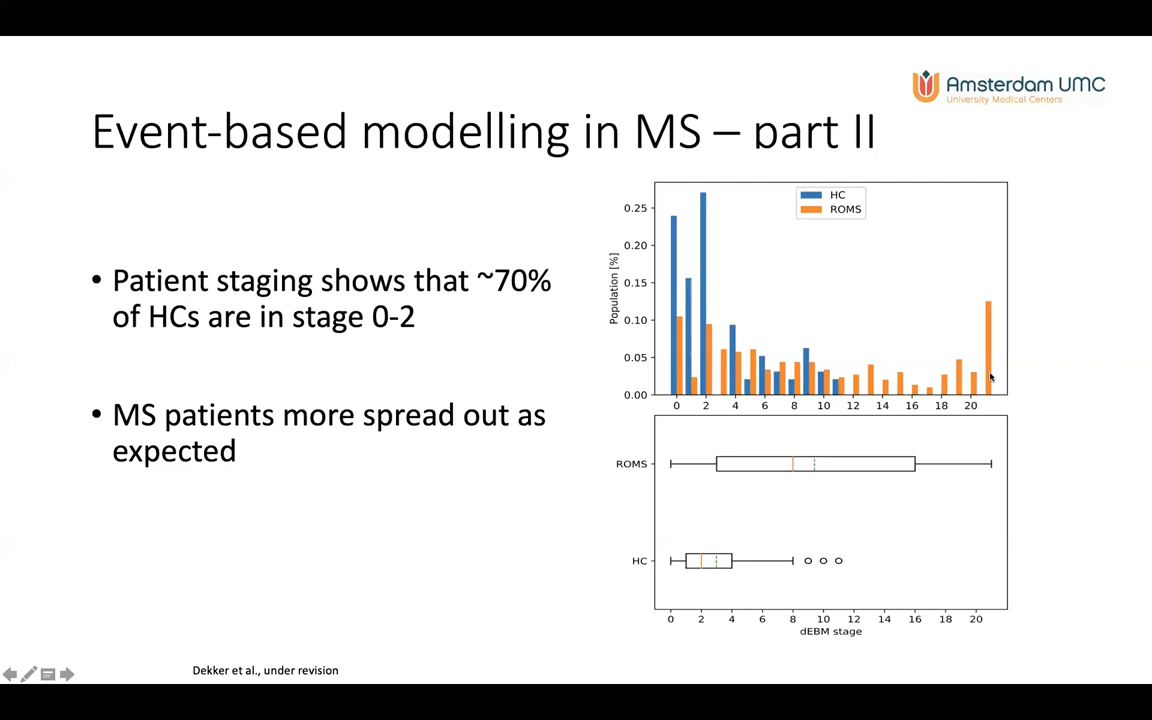 Amsterdam UMC
University Medical Centers
Event-based modelling in MS – part II
• Patient staging shows that ~70%
of HCs are in stage 0-2
• MS patients more spread out as
expected
HC
ROMS
Population [%]
0.25
0.20
0.15
0.10
0.05
0.00
0 2 4 6 8 10 12 14 16 18 20
ROMS
HC
0 2 4 6 8 10 12 14 16 18 20
dEBM stage
Dekker et al., under revision